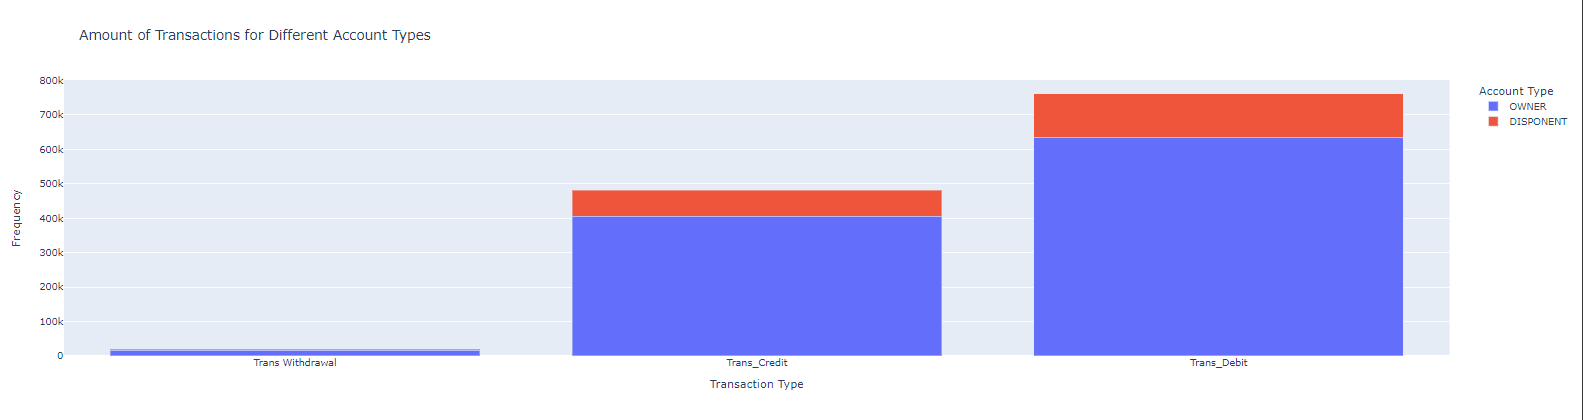 Amount of Transactions for Different Account Types
800k
700k
600k
500k
400k
300k
200k
100k
0
Frequency
Trans Withdrawal
Trans_Credit
Trans_Debit
Transaction Type
Account Type
OWNER
DISPONENT